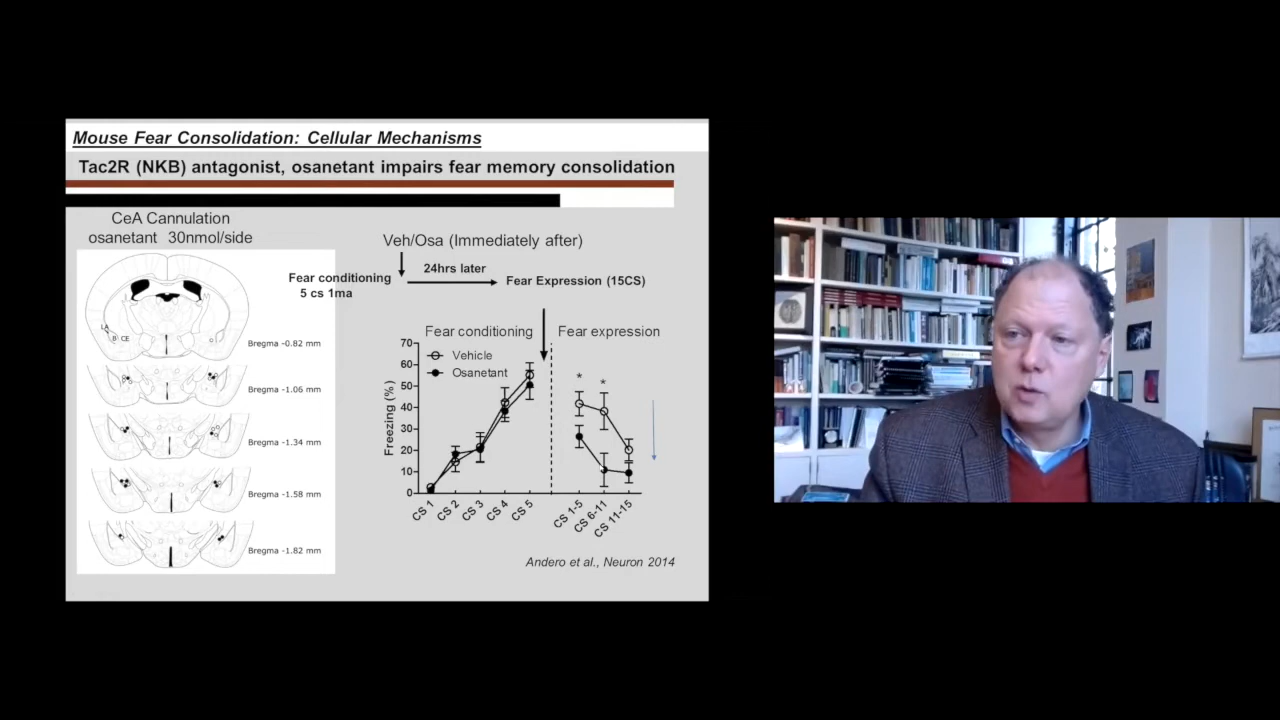 Mouse Fear Consolidation: Cellular Mechanisms
Tac2R (NKB) antagonist, osanetant impairs fear memory consolidation
CeA Cannulation
osanetant 30nmol/side
LA
B CE
Bregma -0.82 mm
Bregma -1.06 mm
Bregma -1.34 mm
Bregma -1.58 mm
Bregma -1.82 mm
Veh/Osa (Immediately after)
Fear conditioning
5 cs 1ma
24hrs later
Fear Expression (15CS)
Fear conditioning
Fear expression
Vehicle
Osanetant
Freezing (%)
70
60
50
40
30
20
10
0
* *
CS 1
CS 2
CS 3
CS 4
CS 5
CS 1-5
CS 6-11
CS 11-15
Andero et al., Neuron 2014